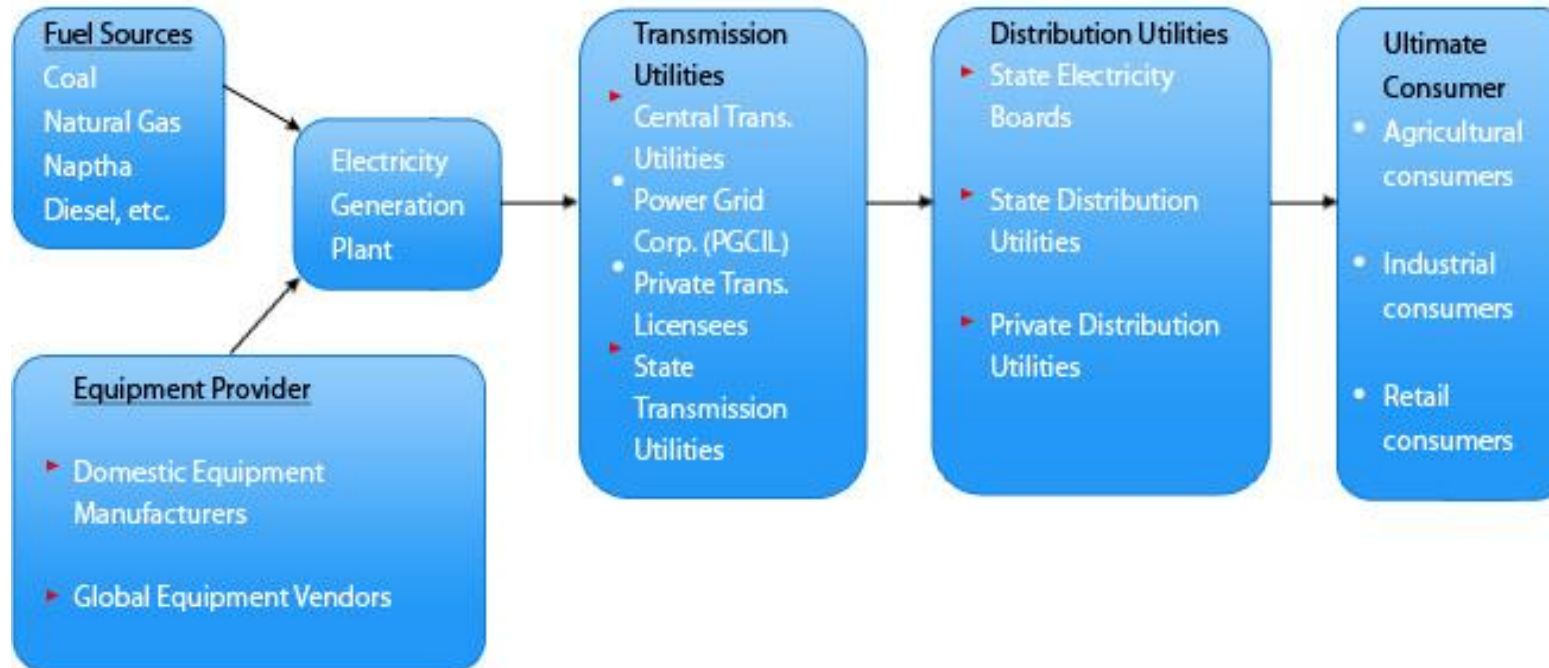 Fuel Sources
Coal
Natural Gas
Naptha
Diesel, etc.
Equipment Provider
Domestic Equipment
Manufacturers
Global Equipment Vendors
Electricity
Generation
Plant
Transmission
Utilities
Central Trans.
Utilities
Power Grid
Corp. (PGCIL)
Private Trans.
Licensees
State
Transmission
Utilities
Distribution Utilities
State Electricity
Boards
State Distribution
Utilities
Private Distribution
Utilities
Ultimate
Consumer
Agricultural
consumers
Industrial
consumers
Retail
consumers